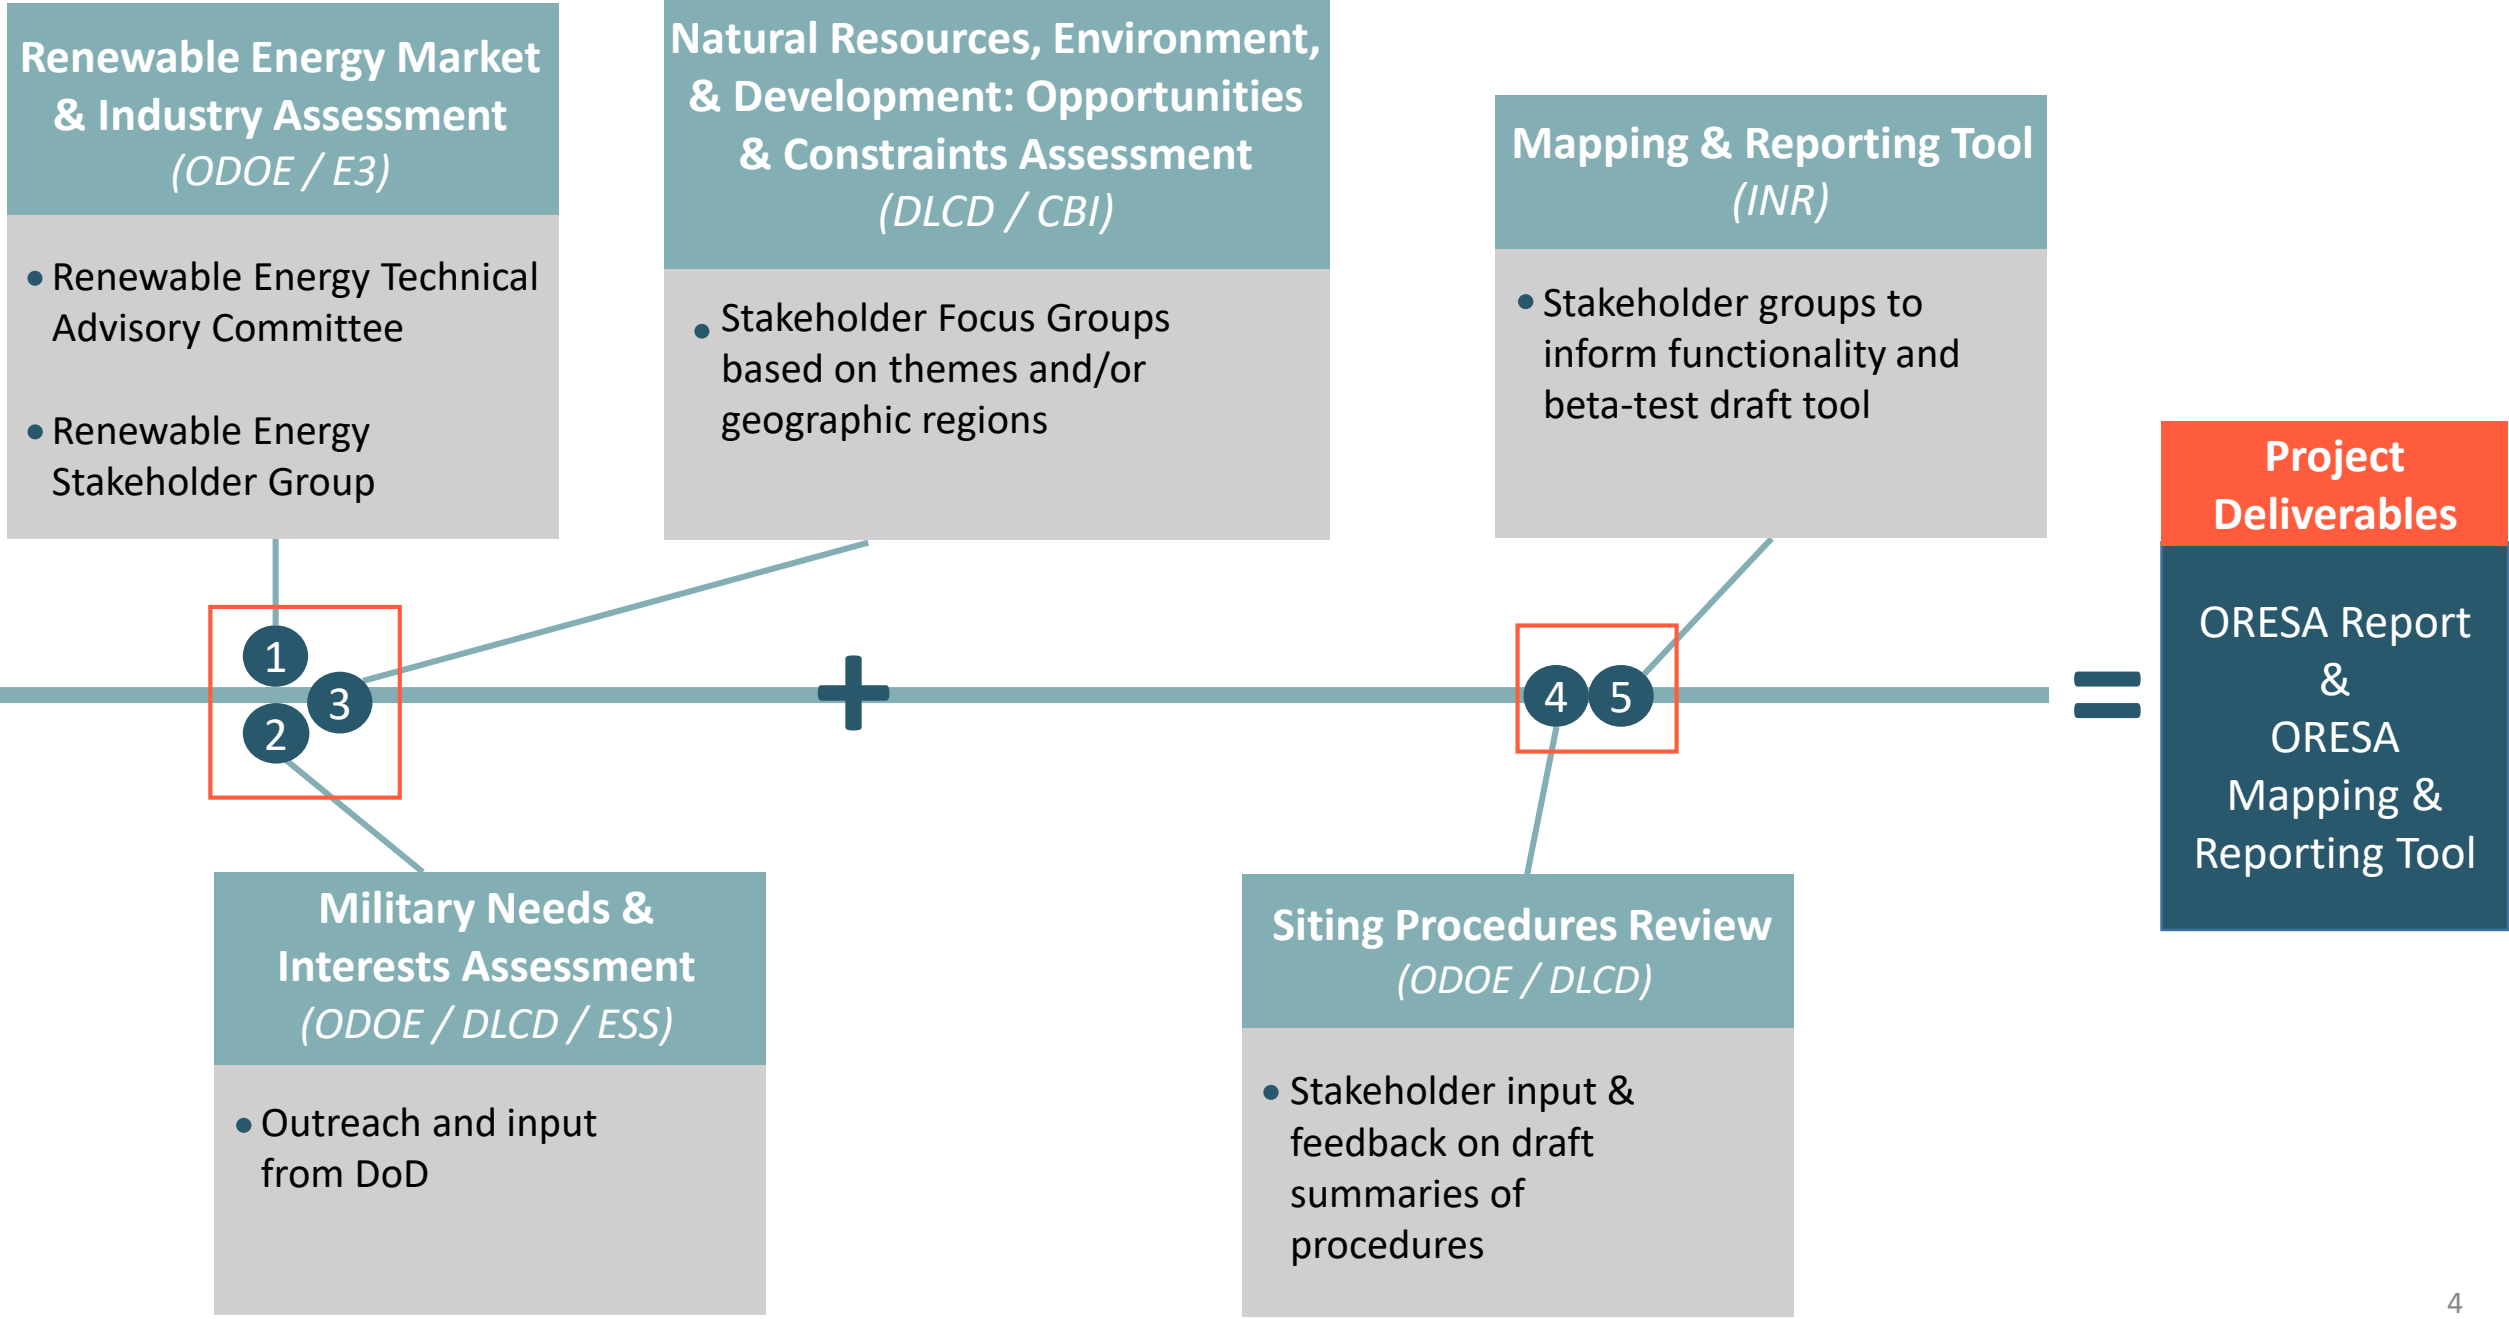 Renewable Energy Market
& Industry Assessment
(ODOE / E3)
• Renewable Energy Technical
Advisory Committee
• Renewable Energy
Stakeholder Group
Natural Resources, Environment,
& Development: Opportunities
& Constraints Assessment
(DLCD / CBI)
• Stakeholder Focus Groups
based on themes and/or
geographic regions
Mapping & Reporting Tool
(INR)
• Stakeholder groups to
inform functionality and
beta-test draft tool
1
3
2
+
4
5
=
Project
Deliverables
ORESA Report
&
ORESA
Mapping &
Reporting Tool
Military Needs &
Interests Assessment
(ODOE / DLCD / ESS)
• Outreach and input
from DoD
Siting Procedures Review
(ODOE / DLCD)
• Stakeholder input &
feedback on draft
summaries of
procedures
4